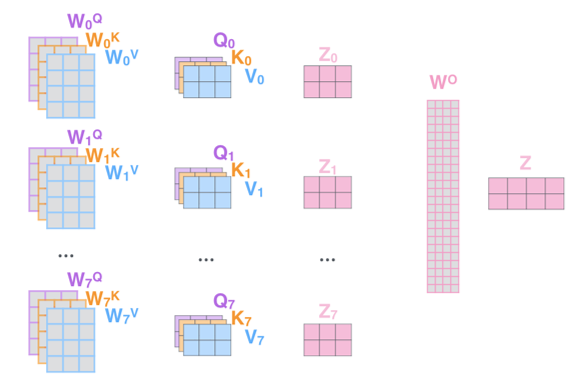 W₀Q
W₀K
W₀V
Q₀
K₀
V₀
Z₀
W₁Q
W₁K
W₁V
Q₁
K₁
V₁
Z₁
WO
Z
...
...
...
W₇Q
W₇K
W₇V
Q₇
K₇
V₇
Z₇